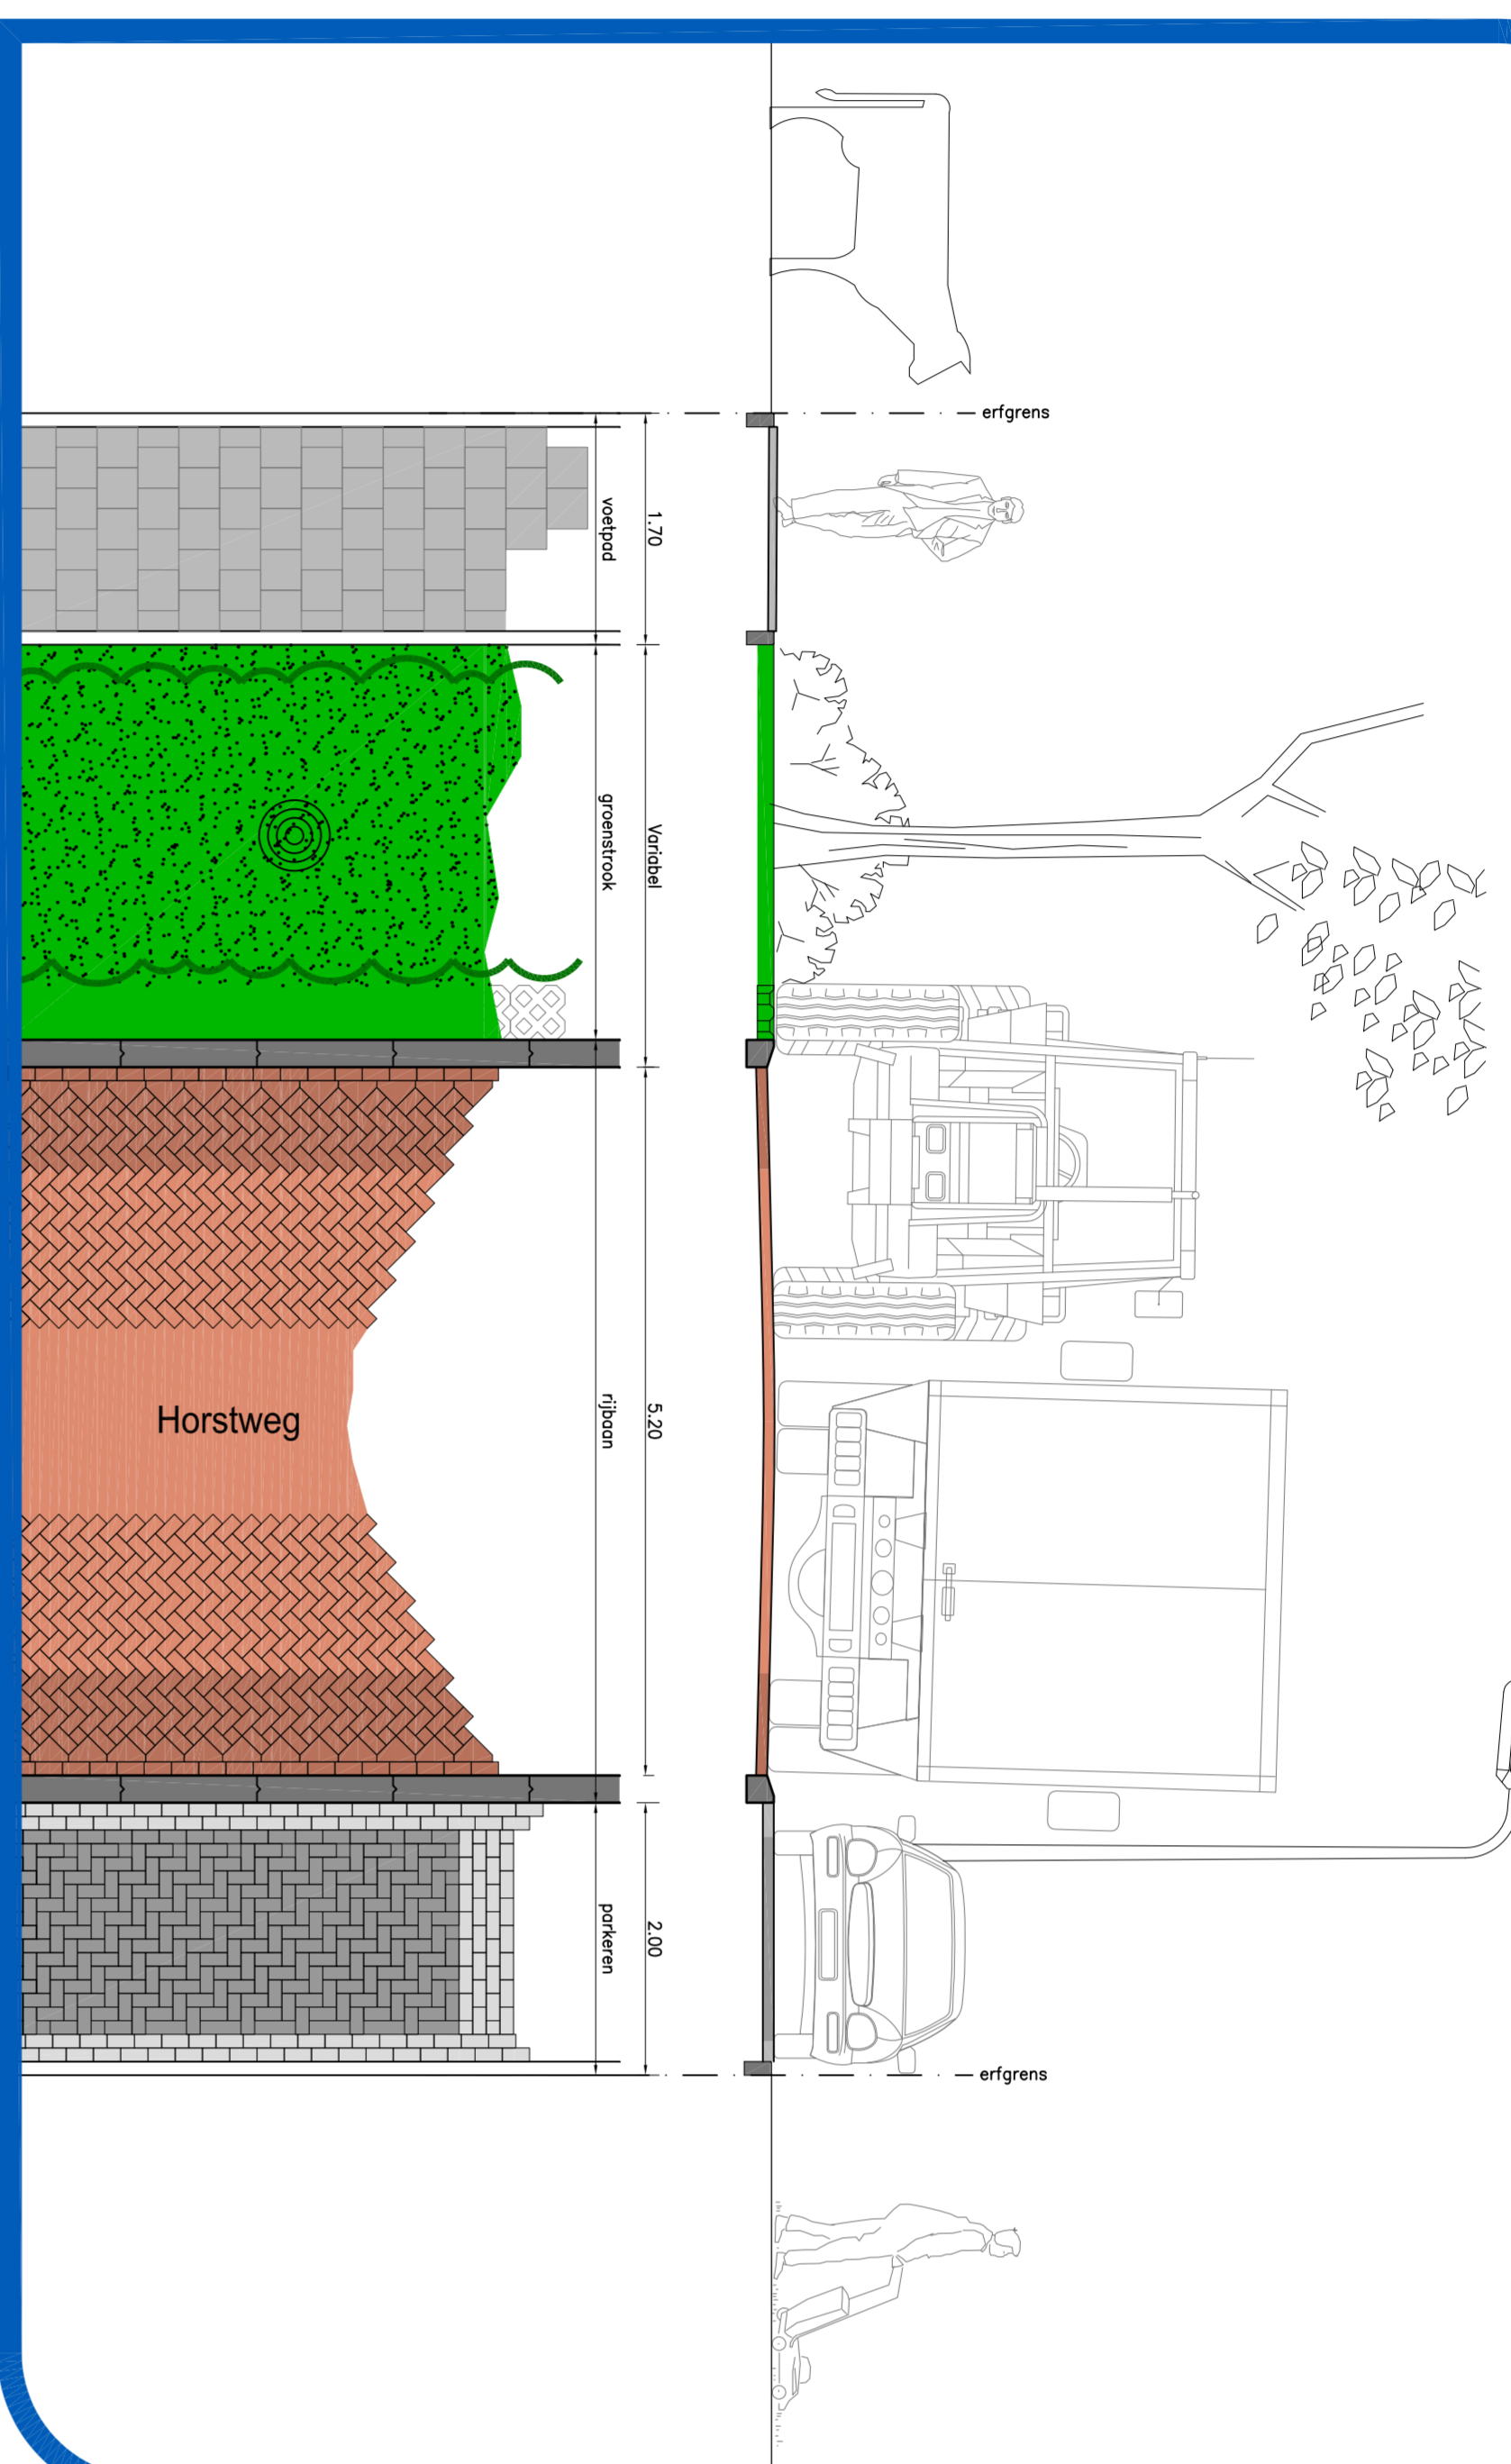 erfgrens
1.70
voetpad
Variabel
groenstrook
5.20
rijbaan
Horstweg
2.00
parkeren
erfgrens